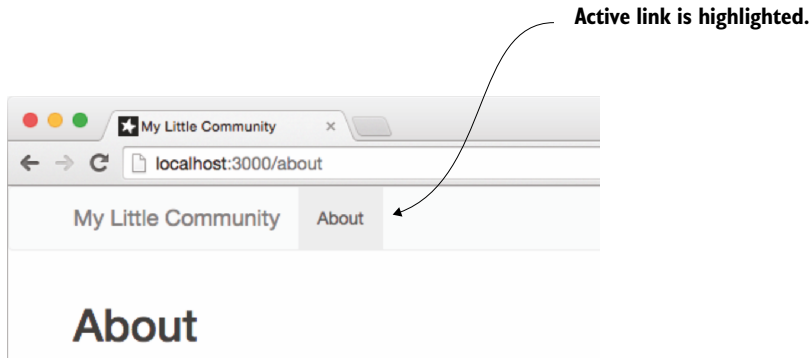 Active link is highlighted.
My Little Community
localhost:3000/about
My Little Community About
About